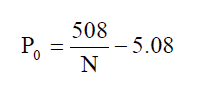 P₀ = 508/N − 5.08